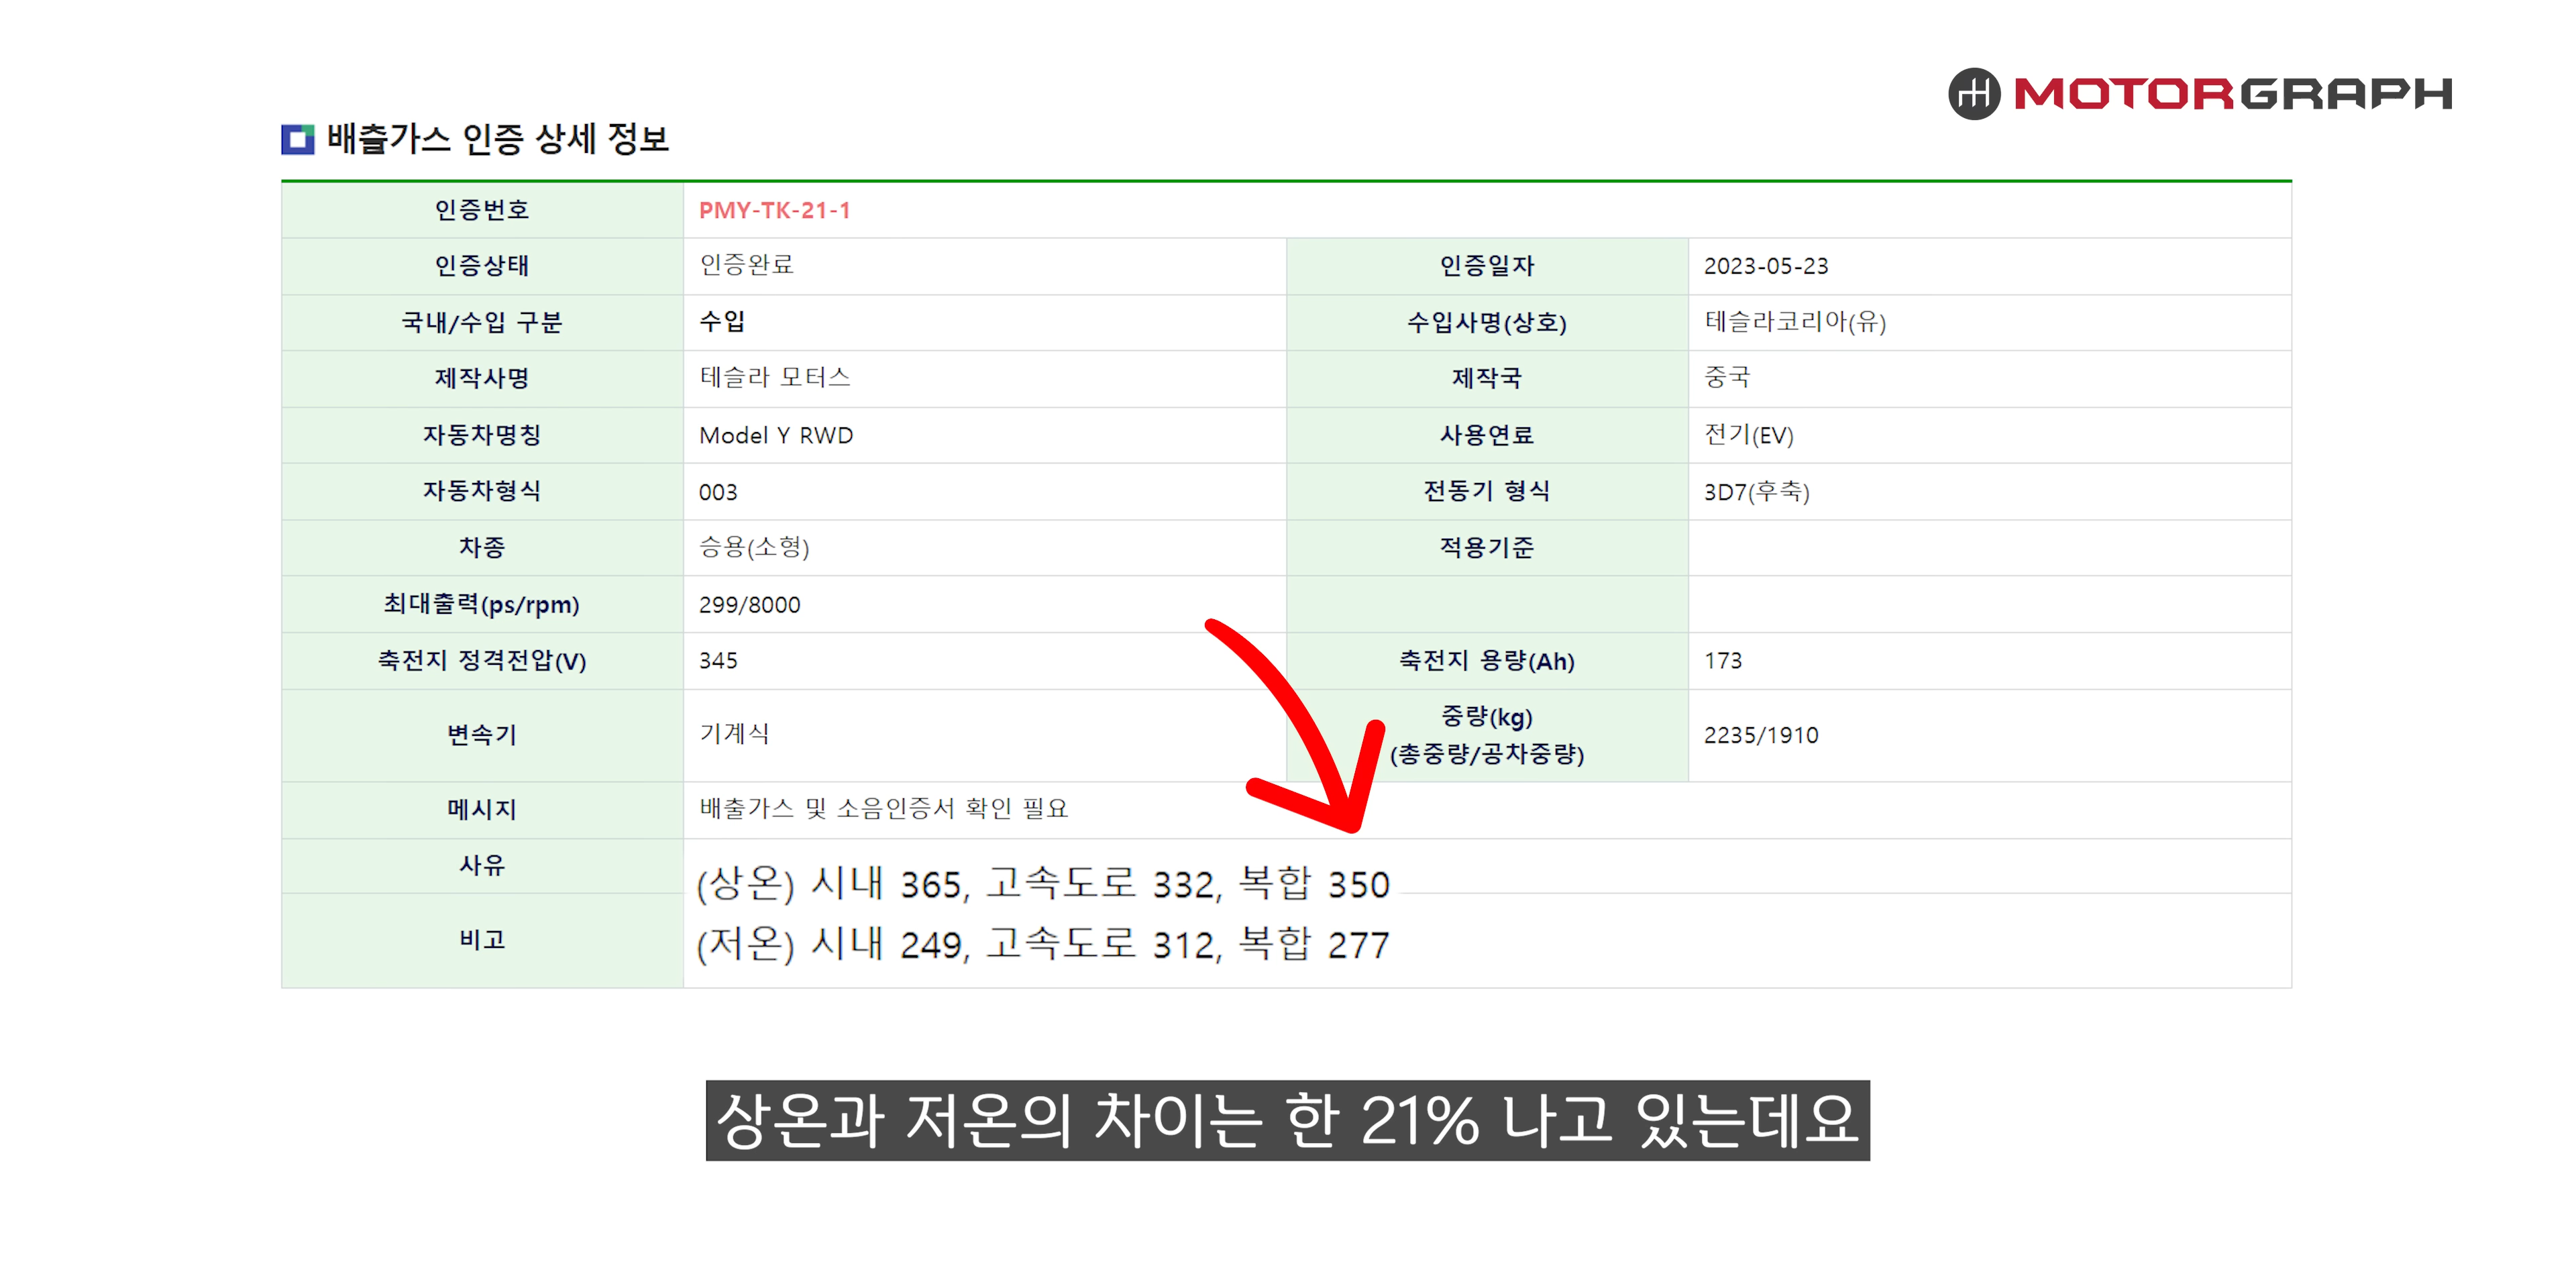 MOTORGRAPH
배출가스 인증 상세 정보
인증번호 PMY-TK-21-1
인증상태 인증완료 인증일자 2023-05-23
국내/수입 구분 수입 수입사명(상호) 테슬라코리아(유)
제작사명 테슬라 모터스 제작국 중국
자동차명칭 Model Y RWD 사용연료 전기(EV)
자동차형식 003 전동기 형식 3D7(후축)
차종 승용(소형) 적용기준
최대출력(ps/rpm) 299/8000
축전지 정격전압(V) 345 축전지 용량(Ah) 173
변속기 기계식 중량(kg)
(총중량/공차중량) 2235/1910
메시지 배출가스 및 소음인증서 확인 필요
사유
(상온) 시내 365, 고속도로 332, 복합 350
비고
(저온) 시내 249, 고속도로 312, 복합 277
상온과 저온의 차이는 한 21% 나고 있는데요